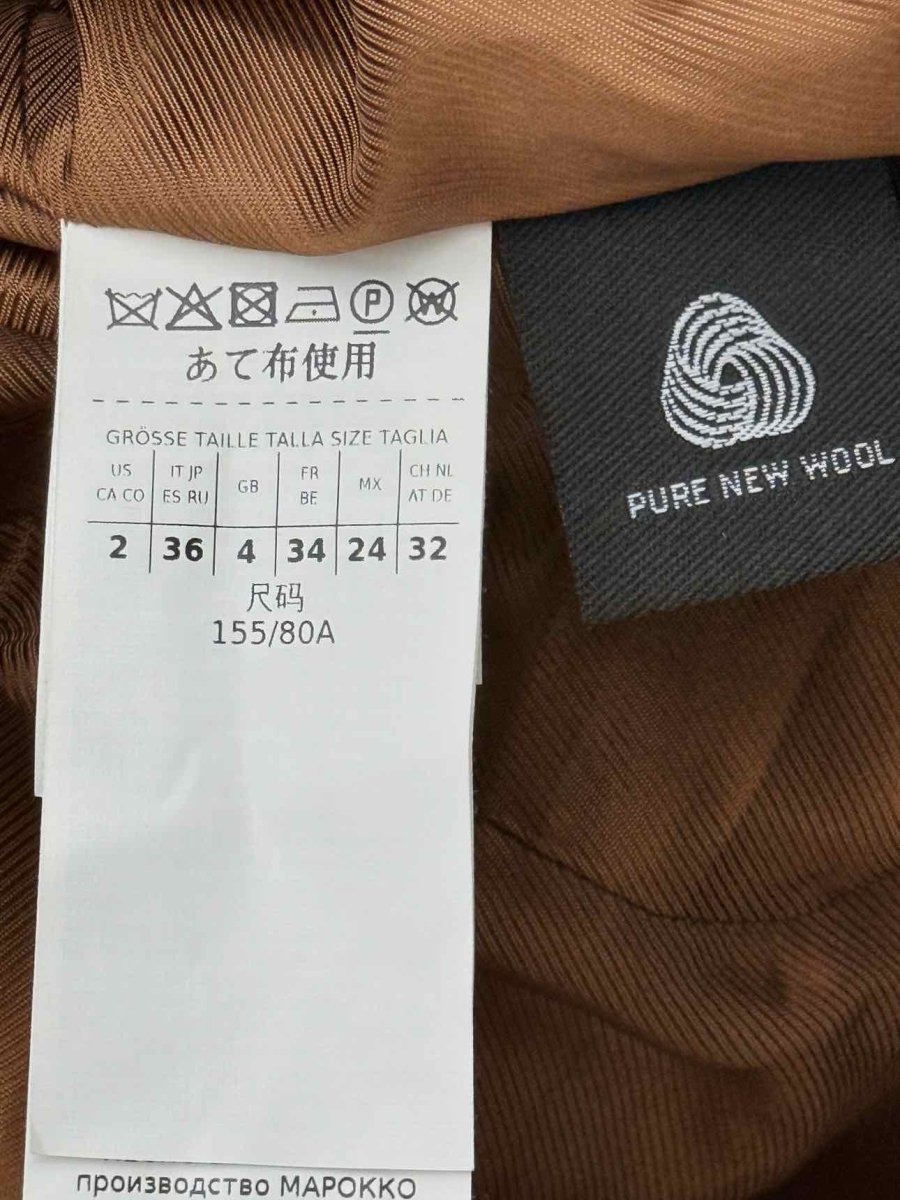 あて布使用
GRÖSSE TAILLE TALLA SIZE TAGLIA
US CA CO
IT JP ES RU
GB
FR BE
MX
CH NL AT DE
2 36 4 34 24 32
尺码
155/80A
производство МАРОККО
PURE NEW WOOL